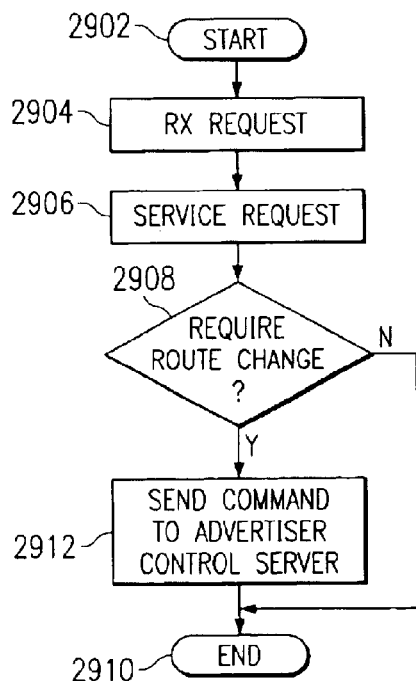 2902
START
2904
RX REQUEST
2906
SERVICE REQUEST
2908
REQUIRE
ROUTE CHANGE
?
N
Y
2912
SEND COMMAND
TO ADVERTISER
CONTROL SERVER
2910
END